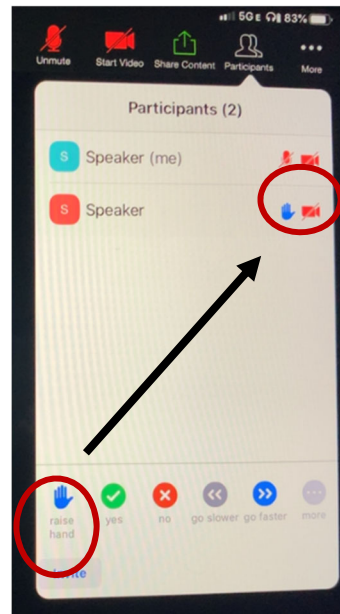 5G E 83%
Unmute Start Video Share Content Participants More
Participants (2)
S Speaker (me)
S Speaker
raise hand yes no go slower go faster more